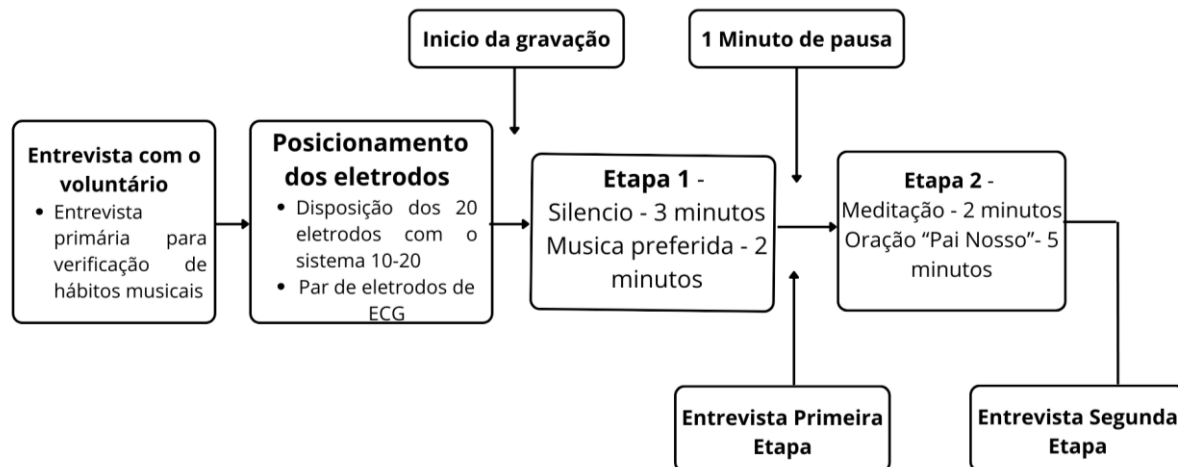 Inicio da gravação
1 Minuto de pausa
Entrevista com o
voluntário
• Entrevista
primária para
verificação de
hábitos musicais
Posicionamento
dos eletrodos
• Disposição dos 20
eletrodos com o
sistema 10-20
• Par de eletrodos de
ECG
Etapa 1 -
Silencio - 3 minutos
Musica preferida - 2
minutos
Etapa 2 -
Meditação - 2 minutos
Oração “Pai Nosso”- 5
minutos
Entrevista Primeira
Etapa
Entrevista Segunda
Etapa